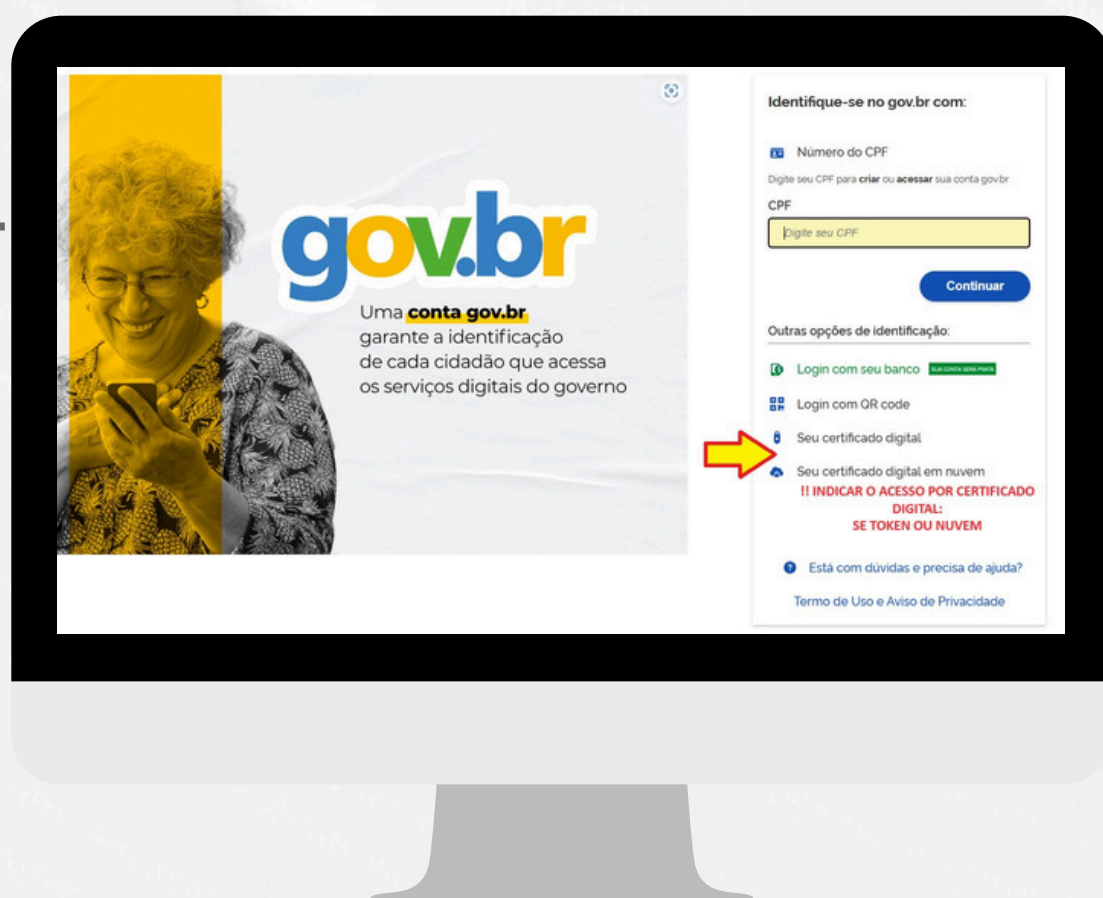 gov.br
Uma conta gov.br
garante a identificação
de cada cidadão que acessa
os serviços digitais do governo
Identifique-se no gov.br com:
Número do CPF
Digite seu CPF para criar ou acessar sua conta gov.br
CPF
Digite seu CPF
Continuar
Outras opções de identificação:
Login com seu banco SUA CONTA SERÁ PRATA
Login com QR code
Seu certificado digital
Seu certificado digital em nuvem
!! INDICAR O ACESSO POR CERTIFICADO
DIGITAL:
SE TOKEN OU NUVEM
Está com dúvidas e precisa de ajuda?
Termo de Uso e Aviso de Privacidade